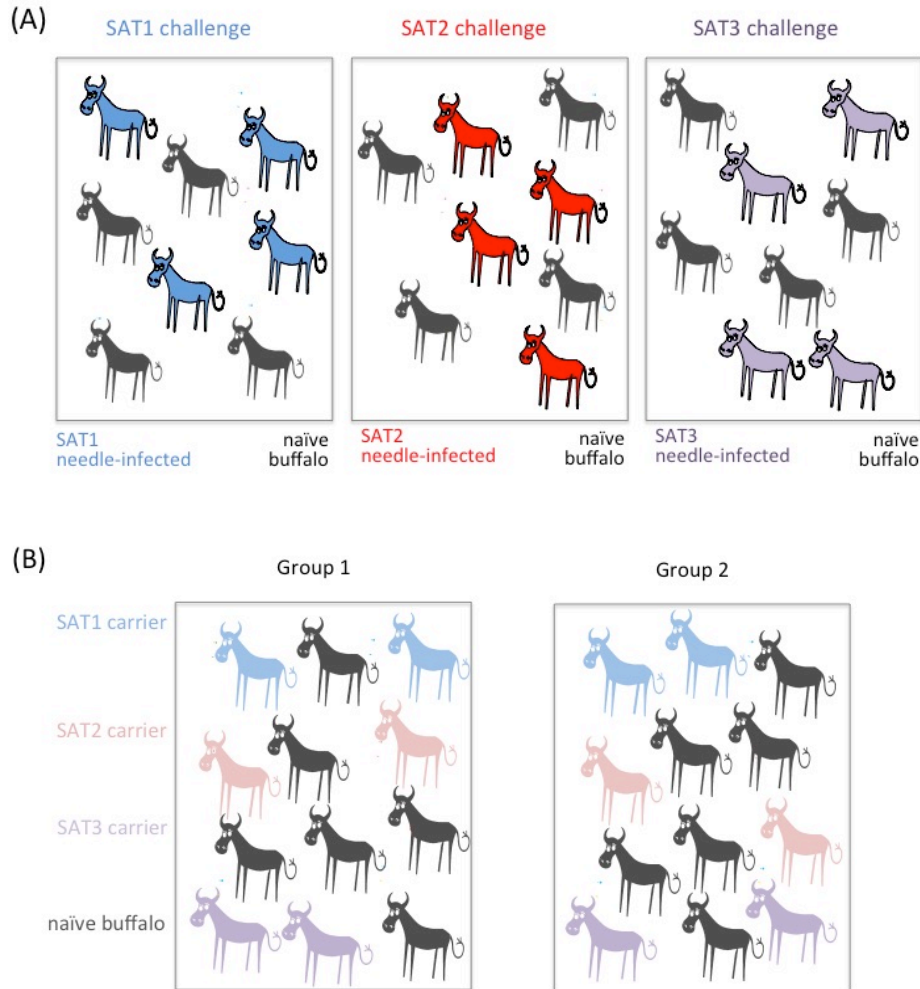 (A)
SAT1 challenge
SAT2 challenge
SAT3 challenge
SAT1
needle-infected
naïve
buffalo
SAT2
needle-infected
naïve
buffalo
SAT3
needle-infected
naïve
buffalo
(B)
Group 1
Group 2
SAT1 carrier
SAT2 carrier
SAT3 carrier
naïve buffalo